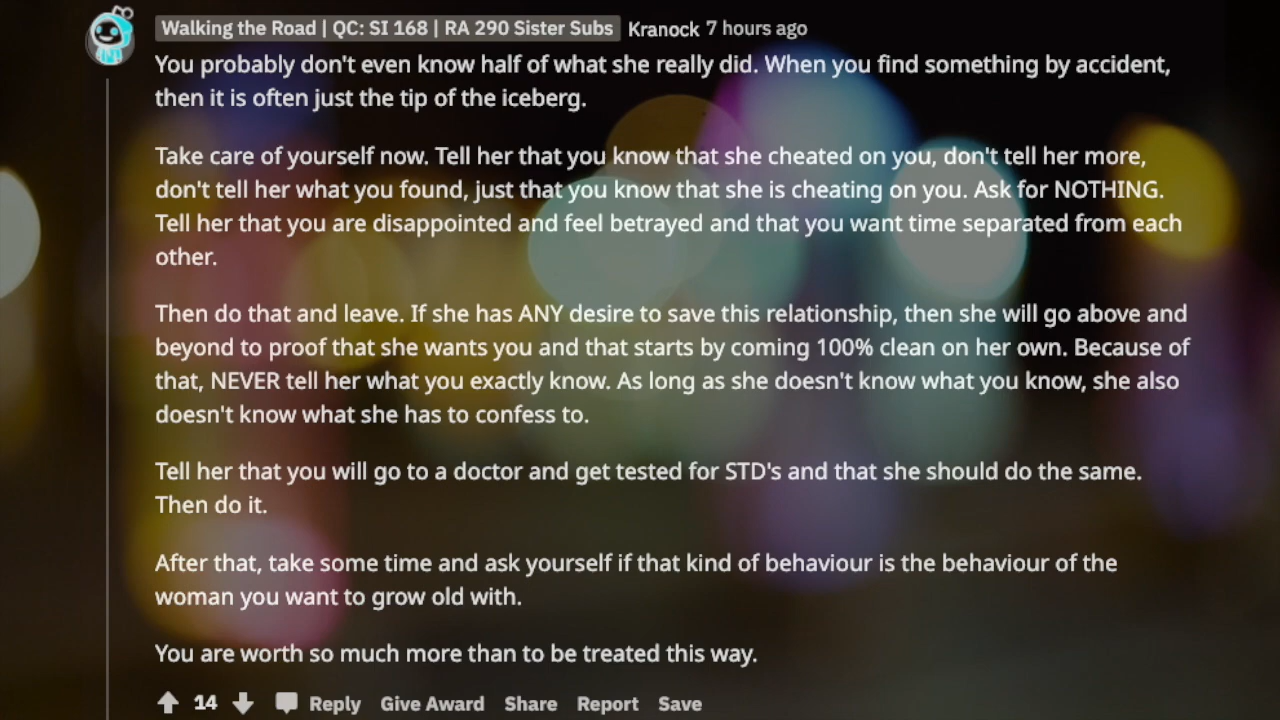 Walking the Road | QC: SI 168 | RA 290 Sister Subs Kranock 7 hours ago
You probably don't even know half of what she really did. When you find something by accident,
then it is often just the tip of the iceberg.
Take care of yourself now. Tell her that you know that she cheated on you, don't tell her more,
don't tell her what you found, just that you know that she is cheating on you. Ask for NOTHING.
Tell her that you are disappointed and feel betrayed and that you want time separated from each
other.
Then do that and leave. If she has ANY desire to save this relationship, then she will go above and
beyond to proof that she wants you and that starts by coming 100% clean on her own. Because of
that, NEVER tell her what you exactly know. As long as she doesn't know what you know, she also
doesn't know what she has to confess to.
Tell her that you will go to a doctor and get tested for STD's and that she should do the same.
Then do it.
After that, take some time and ask yourself if that kind of behaviour is the behaviour of the
woman you want to grow old with.
You are worth so much more than to be treated this way.
14 Reply Give Award Share Report Save